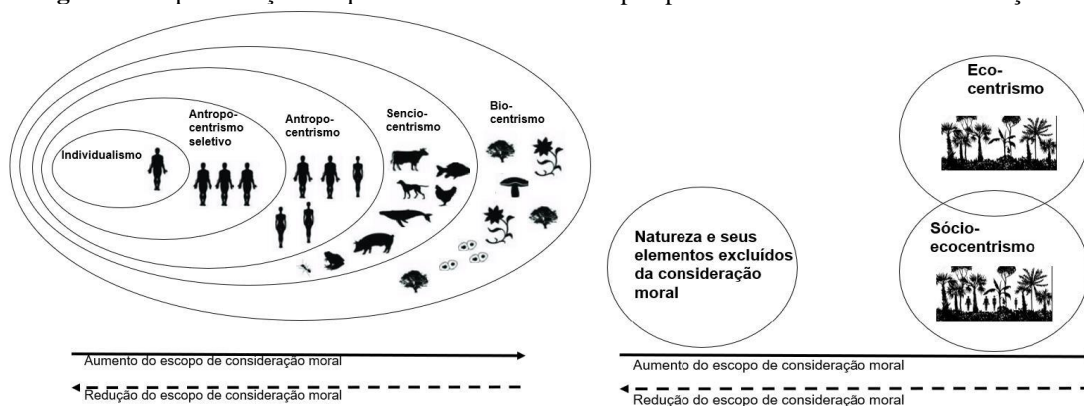 Individualismo
Antropo-
centrismo
seletivo
Antropo-
centrismo
Sencio-
centrismo
Bio-
centrismo
Aumento do escopo de consideração moral
Redução do escopo de consideração moral
Natureza e seus
elementos excluídos
da consideração
moral
Eco-
centrismo
Sócio-
ecocentrismo
Aumento do escopo de consideração moral
Redução do escopo de consideração moral